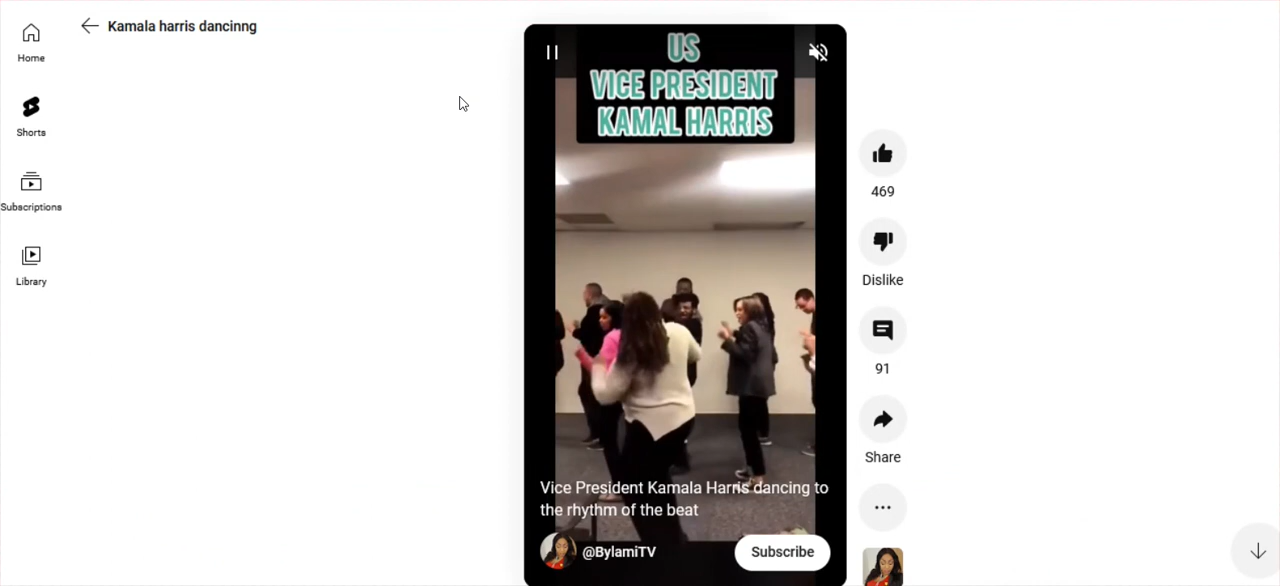 Kamala harris dancinng
Home
Shorts
Subscriptions
Library
US
VICE PRESIDENT
KAMAL HARRIS
Vice President Kamala Harris dancing to
the rhythm of the beat
@BylamiTV
Subscribe
469
Dislike
91
Share